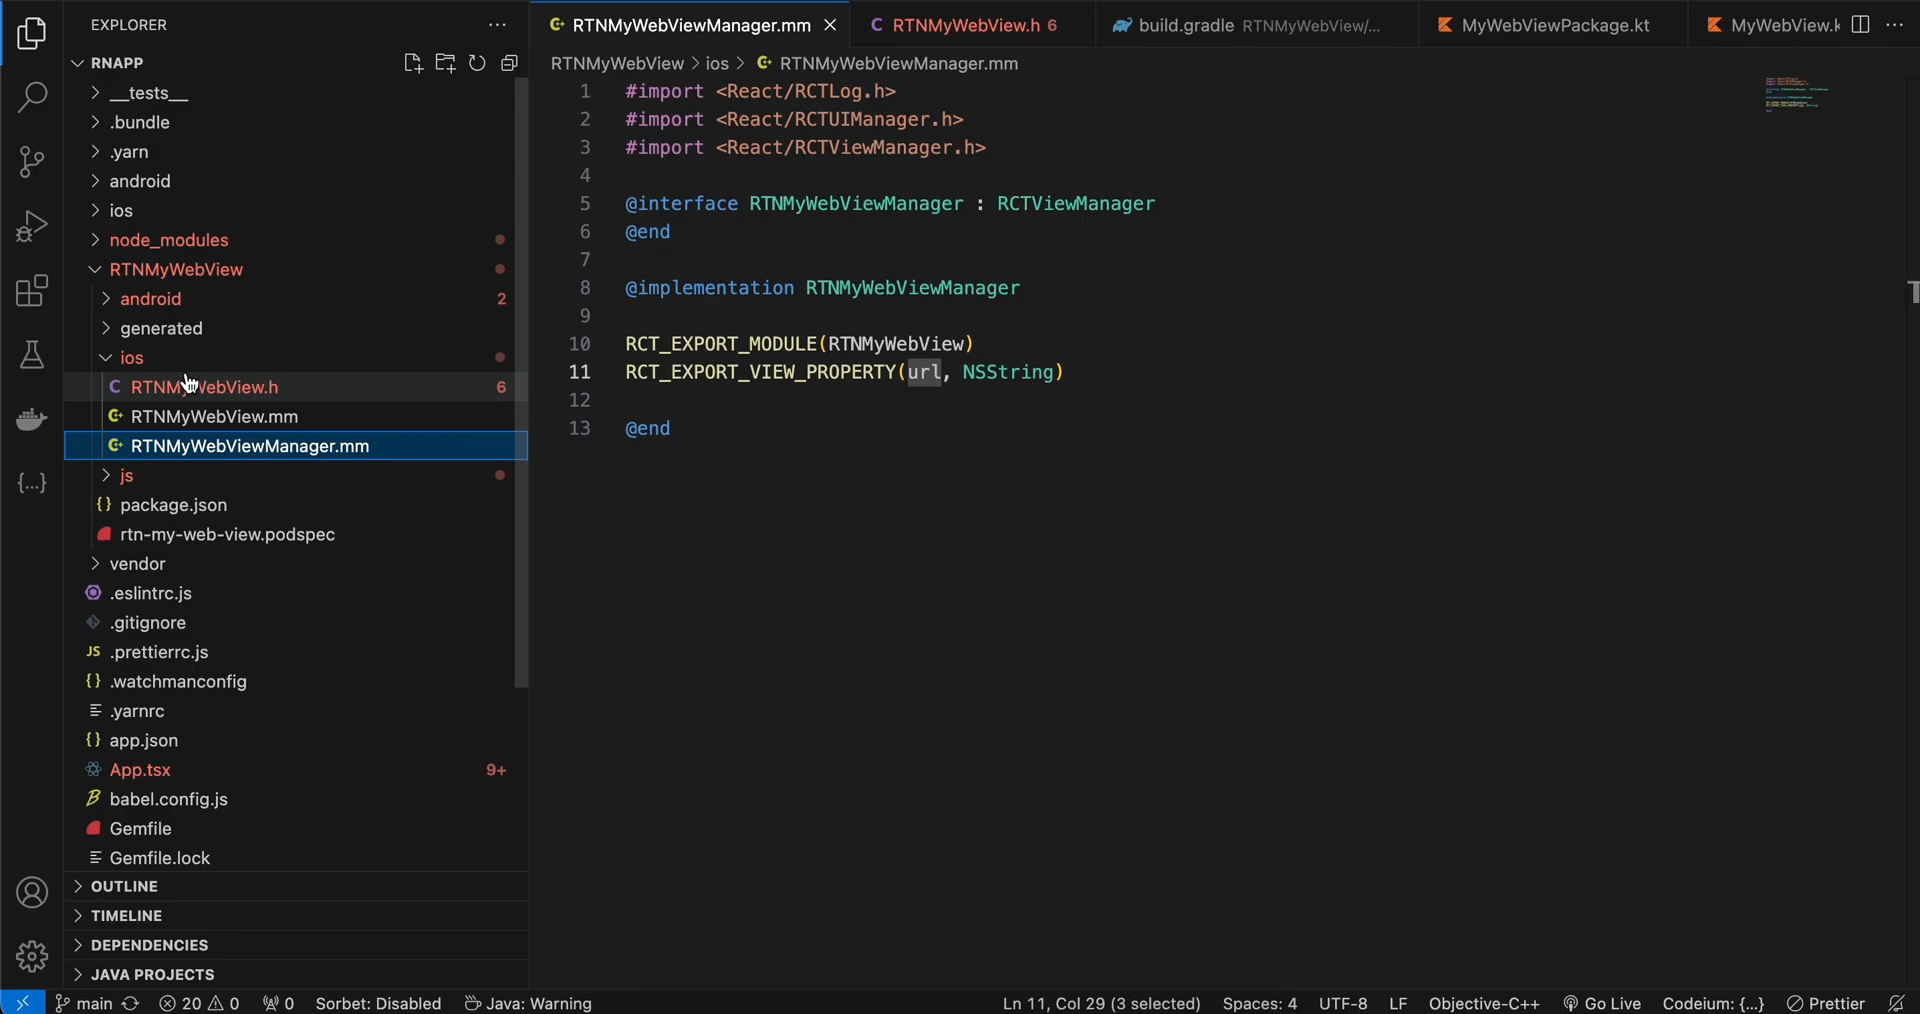 EXPLORER
RNAPP
__tests__
.bundle
.yarn
android
ios
node_modules
RTNMyWebView
android 2
generated
ios
RTNMyWebView.h 6
RTNMyWebView.mm
RTNMyWebViewManager.mm
js
package.json
rtn-my-web-view.podspec
vendor
.eslintrc.js
.gitignore
JS .prettierrc.js
{} .watchmanconfig
.yarnrc
{} app.json
App.tsx 9+
babel.config.js
Gemfile
Gemfile.lock
OUTLINE
TIMELINE
DEPENDENCIES
JAVA PROJECTS
RTNMyWebViewManager.mm
C RTNMyWebView.h 6
build.gradle RTNMyWebView/...
MyWebViewPackage.kt
MyWebView.k
RTNMyWebView > ios > RTNMyWebViewManager.mm
1 #import <React/RCTLog.h>
2 #import <React/RCTUIManager.h>
3 #import <React/RCTViewManager.h>
4
5 @interface RTNMyWebViewManager : RCTViewManager
6 @end
7
8 @implementation RTNMyWebViewManager
9
10 RCT_EXPORT_MODULE(RTNMyWebView)
11 RCT_EXPORT_VIEW_PROPERTY(url, NSString)
12
13 @end
main 20 0 0 Sorbet: Disabled Java: Warning Ln 11, Col 29 (3 selected) Spaces: 4 UTF-8 LF Objective-C++ Go Live Codeium: {...} Prettier